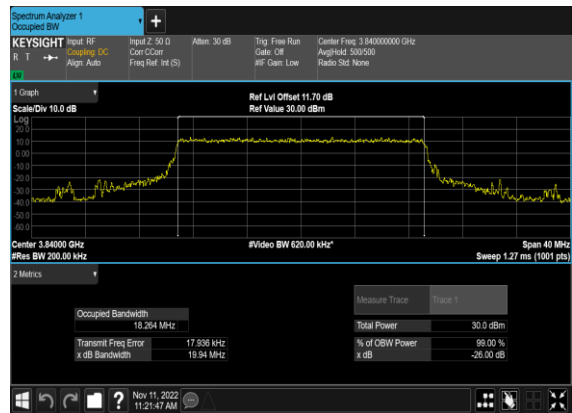 Spectrum Analyzer 1
Occupied BW
KEYSIGHT
R T
LV
Input: RF
Coupling: DC
Align: Auto
Input Z: 50 Ω
Corr CCorr
Freq Ref: Int (S)
Atten: 30 dB
Trig: Free Run
Gate: Off
#IF Gain: Low
Center Freq: 3.840000000 GHz
Avg|Hold: 500/500
Radio Std: None
1 Graph
Scale/Div 10.0 dB
Ref Lvl Offset 11.70 dB
Ref Value 30.00 dBm
Log
20.0
10.0
0.00
-10.0
-20.0
-30.0
-40.0
-50.0
-60.0
Center 3.84000 GHz
#Res BW 200.00 kHz
#Video BW 620.00 kHz*
Span 40 MHz
Sweep 1.27 ms (1001 pts)
2 Metrics
Occupied Bandwidth
18.264 MHz
Transmit Freq Error 17.936 kHz
x dB Bandwidth 19.94 MHz
Measure Trace Trace 1
Total Power 30.0 dBm
% of OBW Power 99.00 %
x dB -26.00 dB
Nov 11, 2022
11:21:47 AM